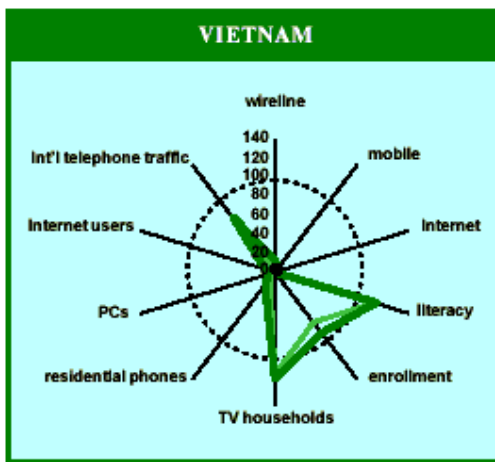 VIETNAM
wireline
140
120
100
80
60
40
20
0
mobile
Int'l telephone traffic
Internet users
Internet
PCs
literacy
residential phones
enrollment
TV households